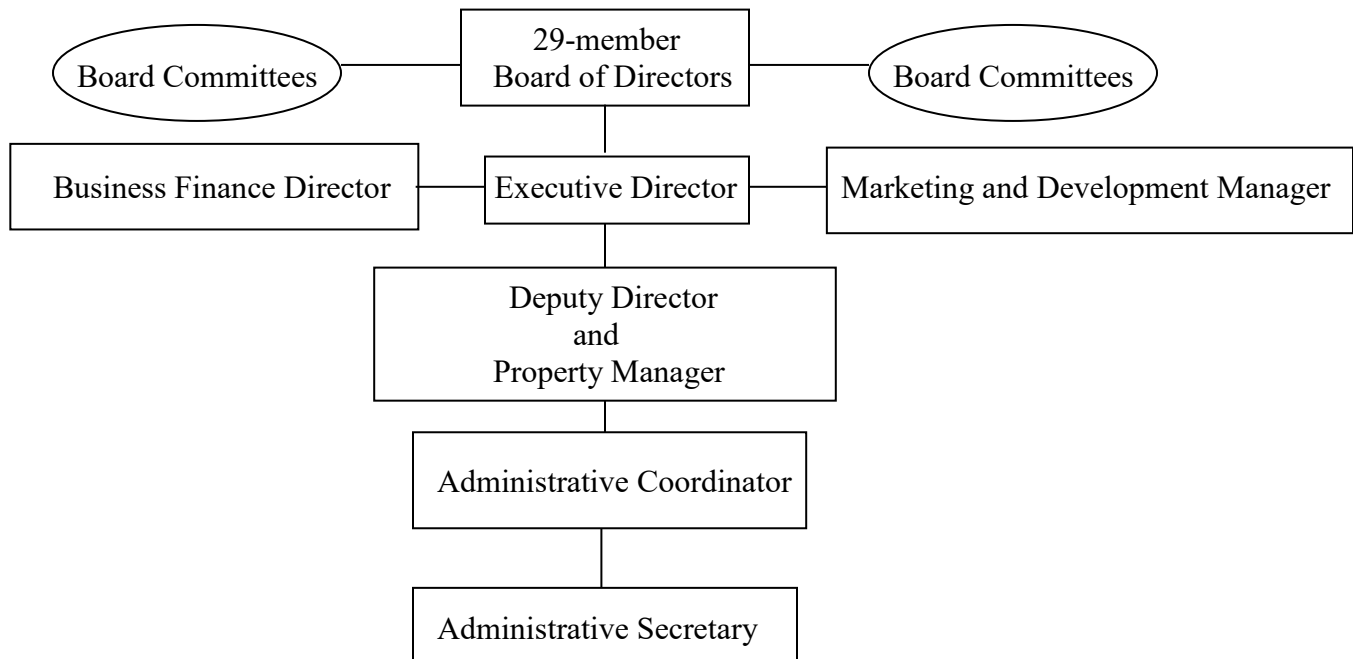 29-member
Board of Directors
Board Committees
Board Committees
Business Finance Director
Executive Director
Marketing and Development Manager
Deputy Director
and
Property Manager
Administrative Coordinator
Administrative Secretary